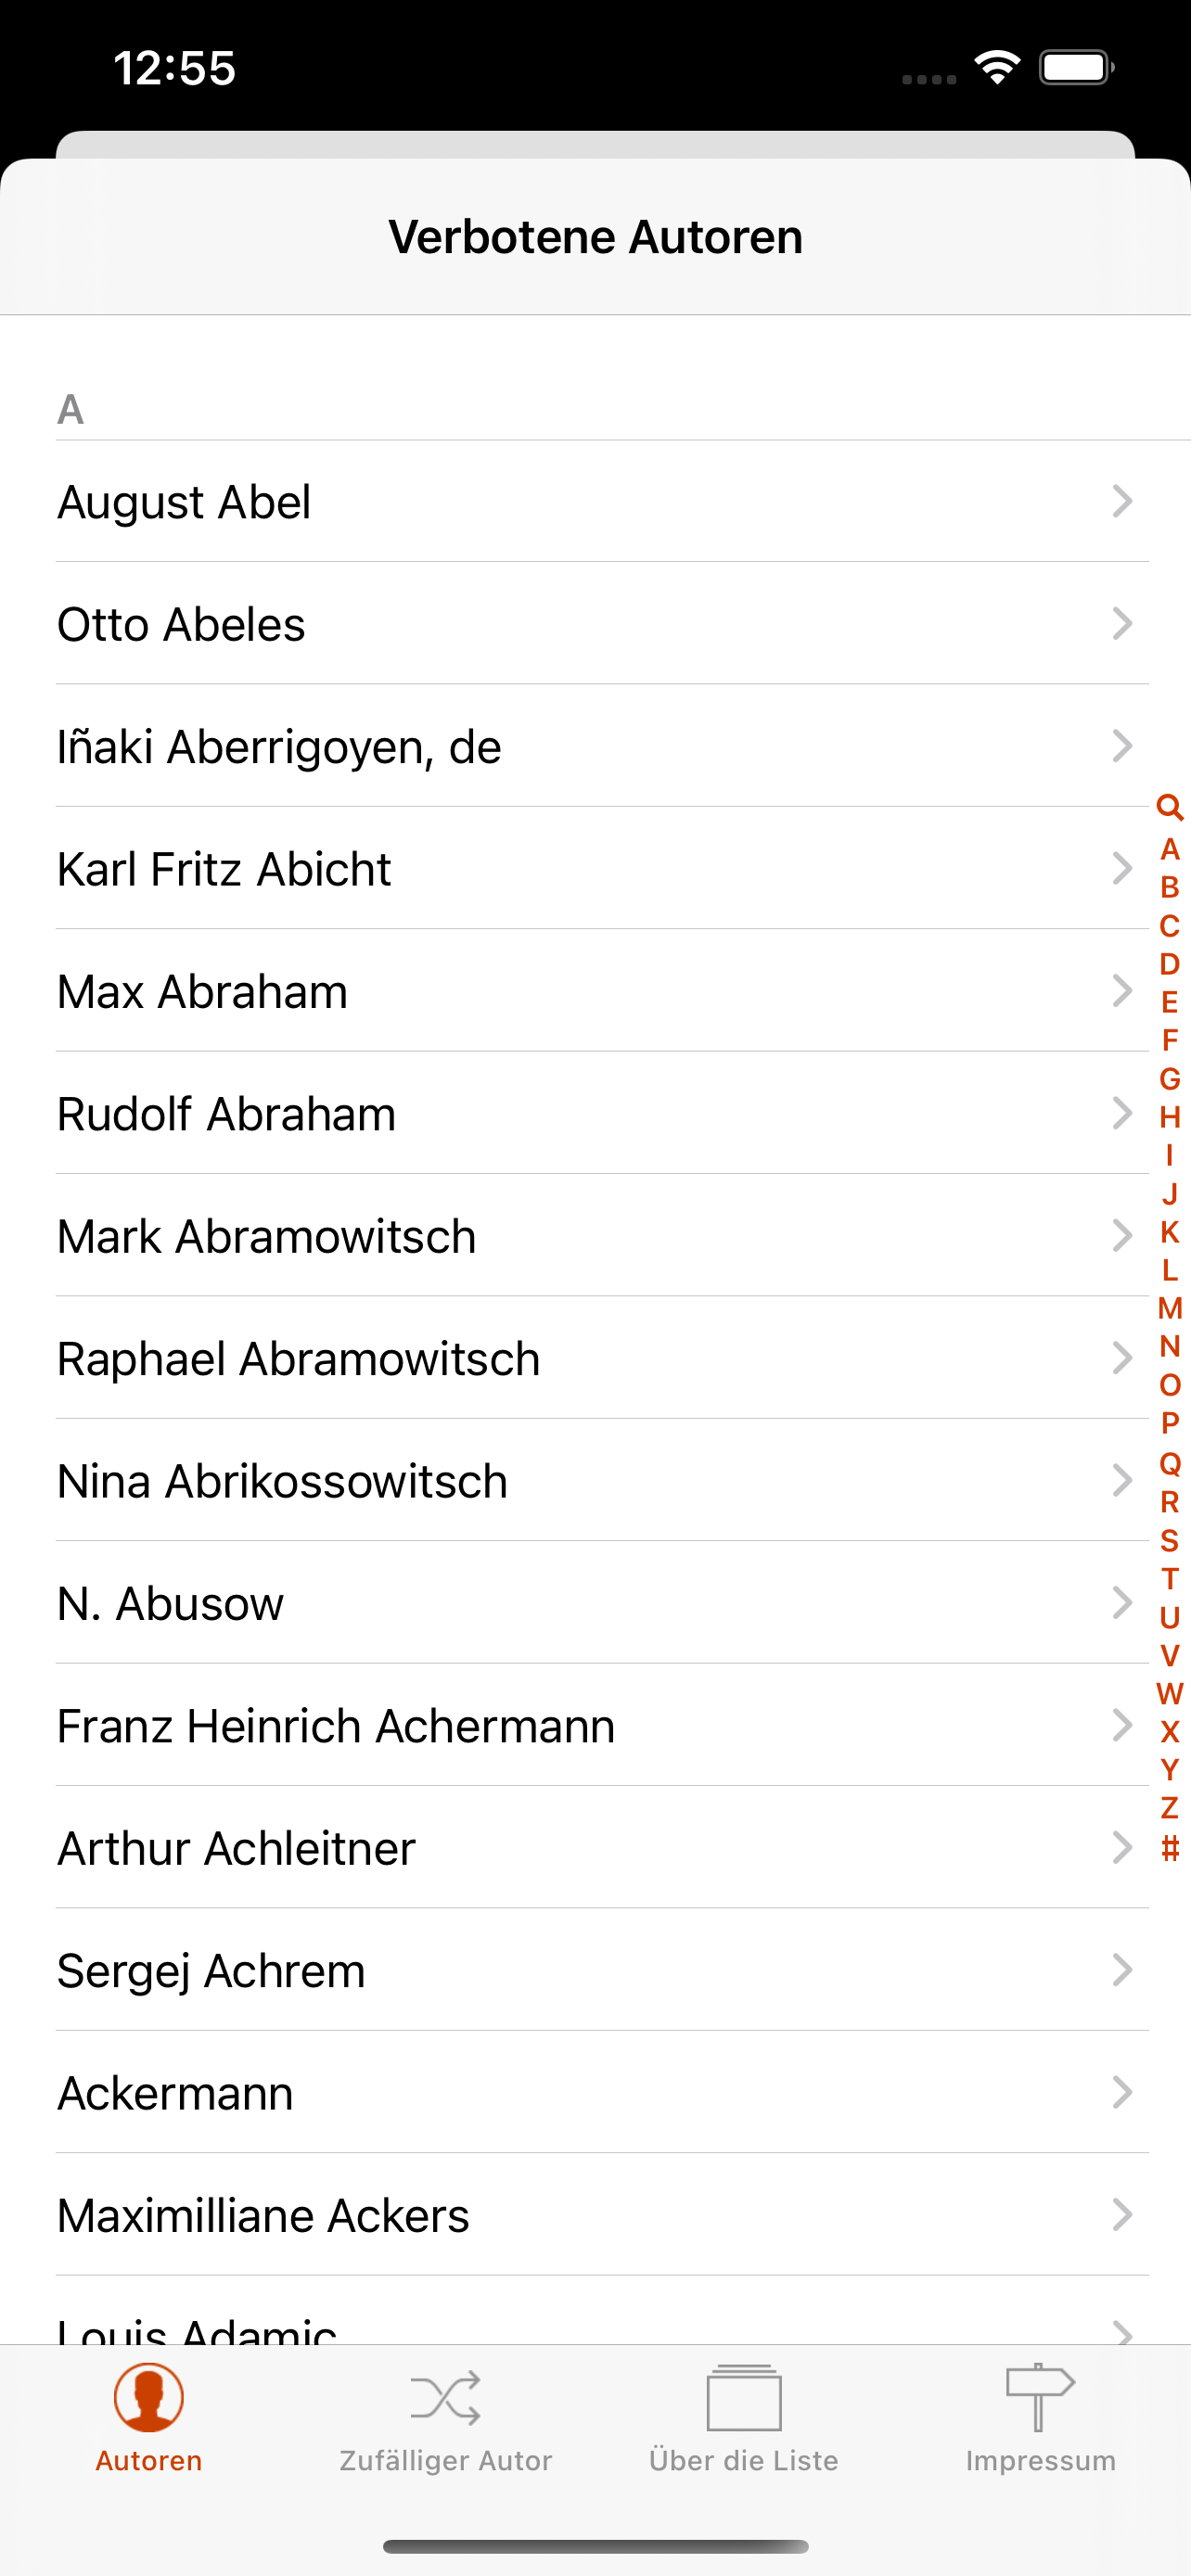 12:55
Verbotene Autoren
A
August Abel
Otto Abeles
Iñaki Aberrigoyen, de
Karl Fritz Abicht
Max Abraham
Rudolf Abraham
Mark Abramowitsch
Raphael Abramowitsch
Nina Abrikossowitsch
N. Abusow
Franz Heinrich Achermann
Arthur Achleitner
Sergej Achrem
Ackermann
Maximilliane Ackers
Louis Adamic
A
B
C
D
E
F
G
H
I
J
K
L
M
N
O
P
Q
R
S
T
U
V
W
X
Y
Z
#
Autoren
Zufälliger Autor
Über die Liste
Impressum